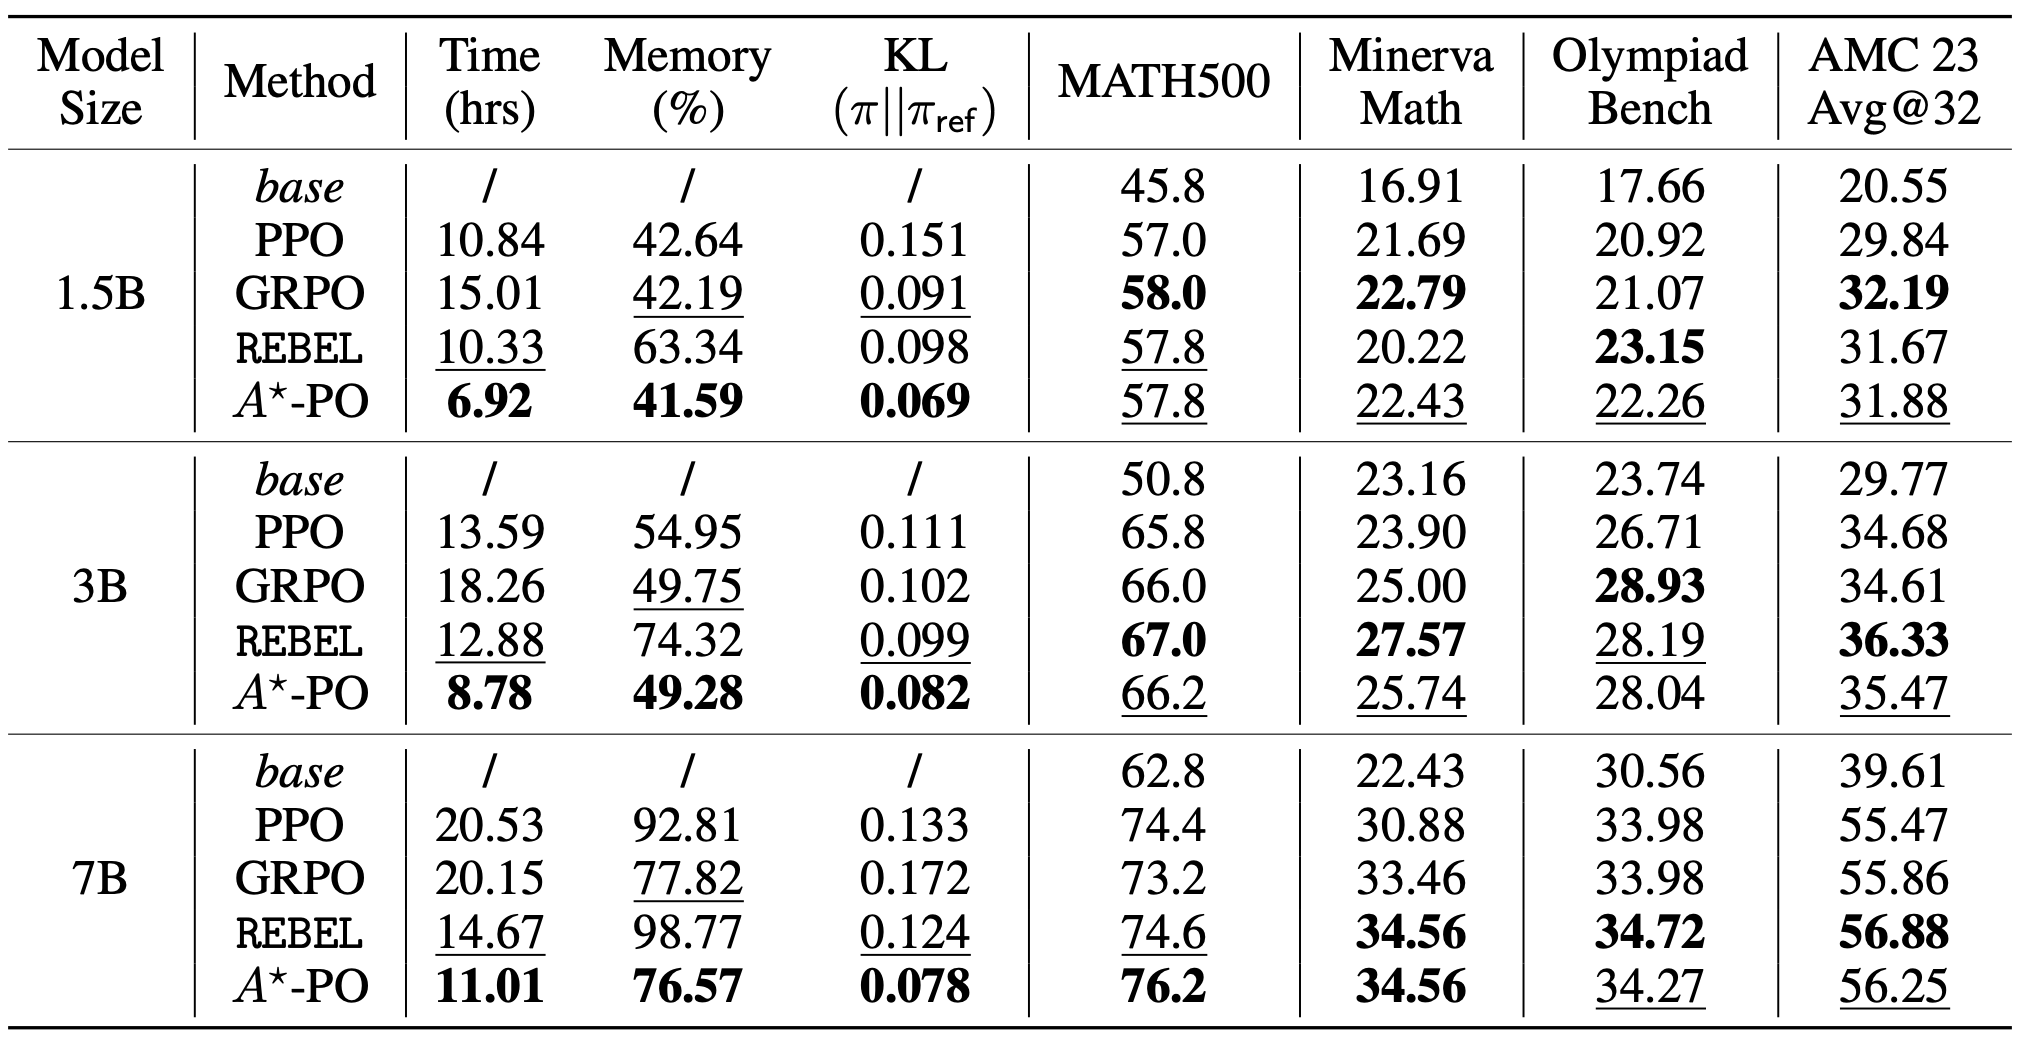 Model Size | Method | Time (hrs) | Memory (%) | KL (π||π_ref) | MATH500 | Minerva Math | Olympiad Bench | AMC 23 Avg@32
1.5B | base | / | / | / | 45.8 | 16.91 | 17.66 | 20.55
PPO | 10.84 | 42.64 | 0.151 | 57.0 | 21.69 | 20.92 | 29.84
GRPO | 15.01 | 42.19 | 0.091 | 58.0 | 22.79 | 21.07 | 32.19
REBEL | 10.33 | 63.34 | 0.098 | 57.8 | 20.22 | 23.15 | 31.67
A⋆-PO | 6.92 | 41.59 | 0.069 | 57.8 | 22.43 | 22.26 | 31.88
3B | base | / | / | / | 50.8 | 23.16 | 23.74 | 29.77
PPO | 13.59 | 54.95 | 0.111 | 65.8 | 23.90 | 26.71 | 34.68
GRPO | 18.26 | 49.75 | 0.102 | 66.0 | 25.00 | 28.93 | 34.61
REBEL | 12.88 | 74.32 | 0.099 | 67.0 | 27.57 | 28.19 | 36.33
A⋆-PO | 8.78 | 49.28 | 0.082 | 66.2 | 25.74 | 28.04 | 35.47
7B | base | / | / | / | 62.8 | 22.43 | 30.56 | 39.61
PPO | 20.53 | 92.81 | 0.133 | 74.4 | 30.88 | 33.98 | 55.47
GRPO | 20.15 | 77.82 | 0.172 | 73.2 | 33.46 | 33.98 | 55.86
REBEL | 14.67 | 98.77 | 0.124 | 74.6 | 34.56 | 34.72 | 56.88
A⋆-PO | 11.01 | 76.57 | 0.078 | 76.2 | 34.56 | 34.27 | 56.25